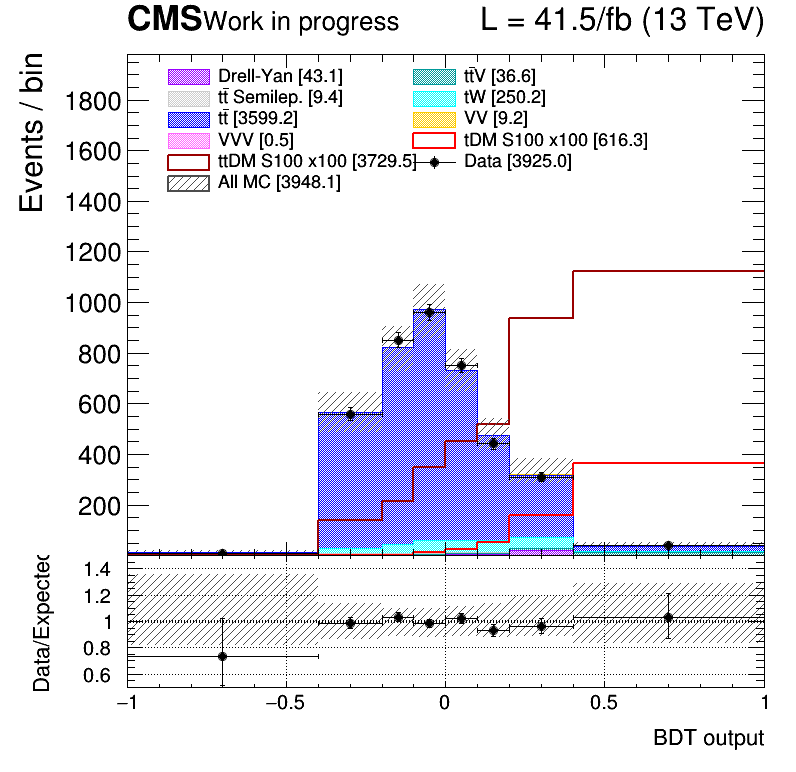 CMS Work in progress L = 41.5/fb (13 TeV)
Drell-Yan [43.1] tt̄V [36.6]
tt̄ Semilep. [9.4] tW [250.2]
tt̄ [3599.2] VV [9.2]
VVV [0.5] tDM S100 x100 [616.3]
ttDM S100 x100 [3729.5] Data [3925.0]
All MC [3948.1]
Events / bin
1800
1600
1400
1200
1000
800
600
400
200
Data/Expected
1.4
1.2
1
0.8
0.6
−1 −0.5 0 0.5 1
BDT output